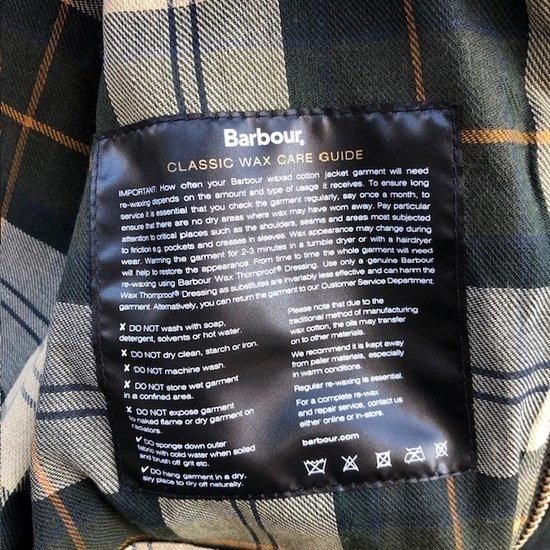 Barbour,
CLASSIC WAX CARE GUIDE
IMPORTANT: How often your Barbour waxed cotton jacket garment will need
re-waxing depends on the amount and type of usage it receives. To ensure long
service it is essential that you check the garment regularly, say once a month, to
ensure that there are no dry areas where wax may have worn away. Pay particular
attention to critical places such as the shoulders, seams and areas most subjected
to friction e.g. pockets and creases in sleeves. Wax appearance may change during
wear. Warming the garment for 2-3 minutes in a tumble dryer or with a hairdryer
will help to restore the appearance. From time to time the whole garment will need
re-waxing using Barbour Wax Thornproof® Dressing. Use only a genuine Barbour
Wax Thornproof® Dressing as substitutes are invariably less effective and can harm the
garment. Alternatively, you can return the garment to our Customer Service Department.
✗ DO NOT wash with soap,
detergent, solvents or hot water.
✗ DO NOT dry clean, starch or iron.
✗ DO NOT machine wash.
✗ DO NOT store wet garment
in a confined area.
✗ DO NOT expose garment
to naked flame or dry garment on
radiators.
✓ DO sponge down outer
fabric with cold water when soiled
and brush off grit etc.
✓ DO hang garment in a dry,
airy place to dry off naturally.
Please note that due to the
traditional method of manufacturing
wax cotton, the oils may transfer
on to other materials.
We recommend it is kept away
from paler materials, especially
in warm conditions.
Regular re-waxing is essential.
For a complete re-wax
and repair service, contact us
either online or in-store.
barbour.com